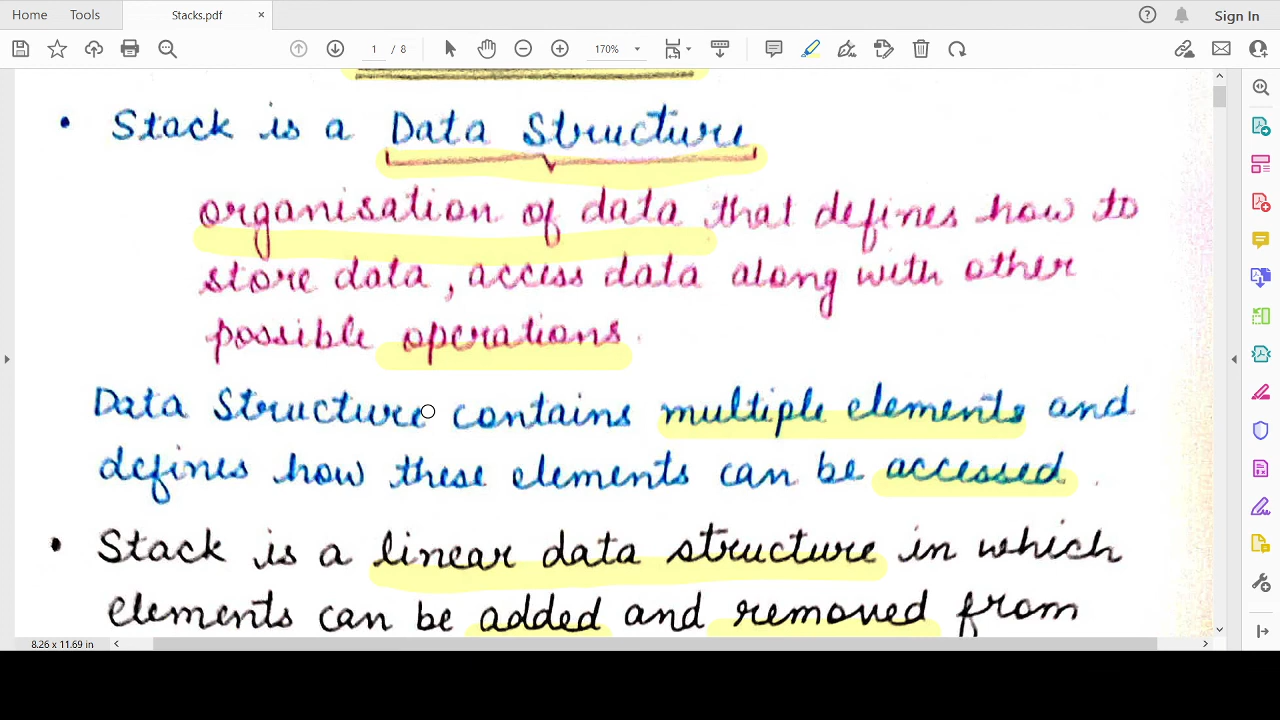 Home Tools Stacks.pdf × Sign In
1 / 8 170%
• Stack is a Data Structure
organisation of data that defines how to
store data, access data along with other
possible operations.
Data Structure contains multiple elements and
defines how these elements can be accessed.
• Stack is a linear data structure in which
elements can be added and removed from
8.26 x 11.69 in